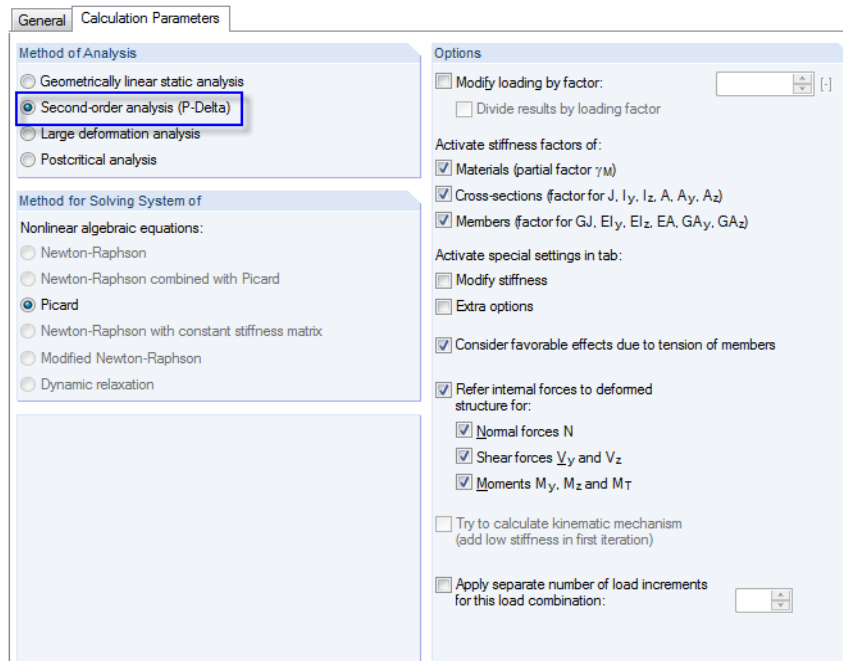 General
Calculation Parameters
Method of Analysis
Geometrically linear static analysis
Second-order analysis (P-Delta)
Large deformation analysis
Postcritical analysis
Method for Solving System of
Nonlinear algebraic equations:
Newton-Raphson
Newton-Raphson combined with Picard
Picard
Newton-Raphson with constant stiffness matrix
Modified Newton-Raphson
Dynamic relaxation
Options
Modify loading by factor:
[-]
Divide results by loading factor
Activate stiffness factors of:
Materials (partial factor γM)
Cross-sections (factor for J, Iy, Iz, A, Ay, Az)
Members (factor for GJ, EIy, EIz, EA, GAy, GAz)
Activate special settings in tab:
Modify stiffness
Extra options
Consider favorable effects due to tension of members
Refer internal forces to deformed
structure for:
Normal forces N
Shear forces Vy and Vz
Moments My, Mz and MT
Try to calculate kinematic mechanism
(add low stiffness in first iteration)
Apply separate number of load increments
for this load combination: